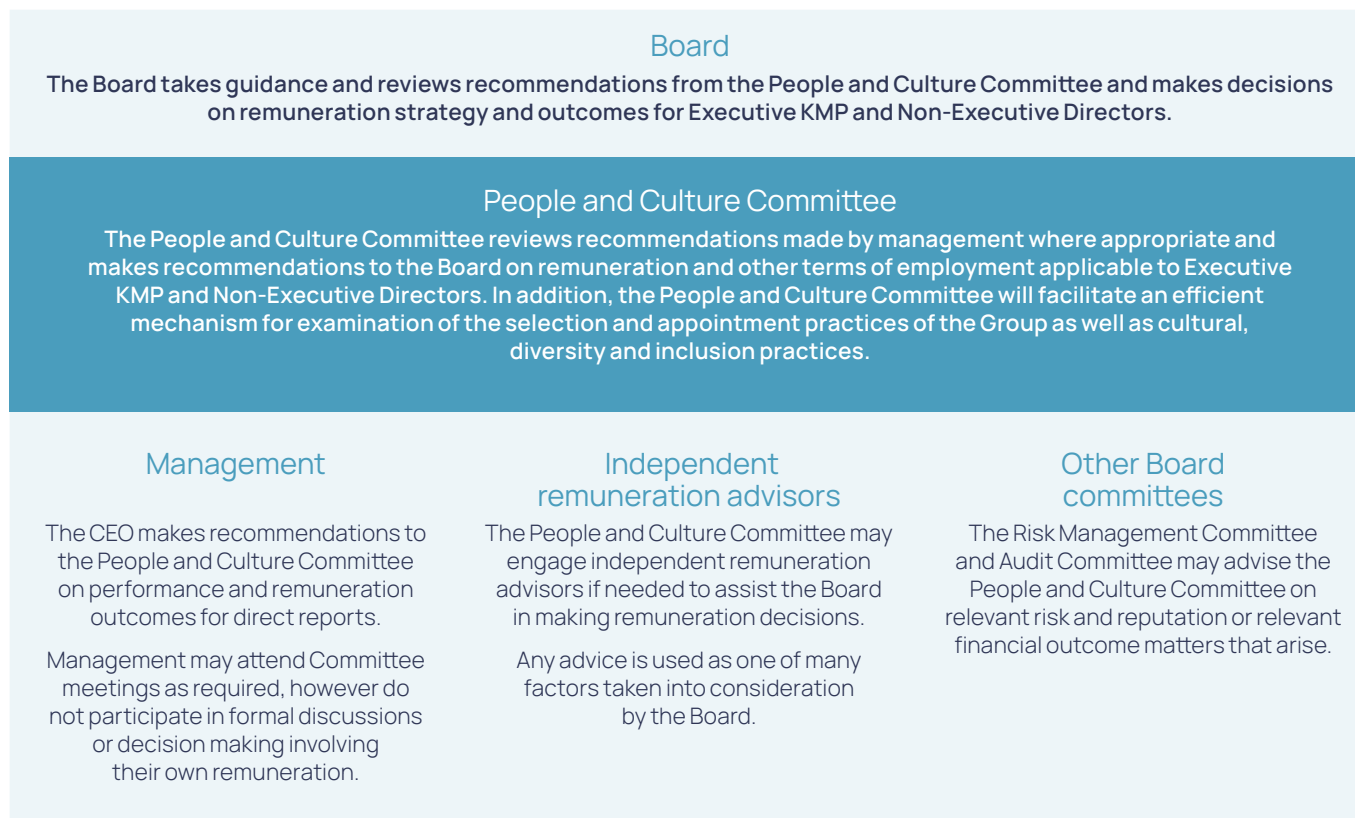 Board
The Board takes guidance and reviews recommendations from the People and Culture Committee and makes decisions
on remuneration strategy and outcomes for Executive KMP and Non-Executive Directors.
People and Culture Committee
The People and Culture Committee reviews recommendations made by management where appropriate and
makes recommendations to the Board on remuneration and other terms of employment applicable to Executive
KMP and Non-Executive Directors. In addition, the People and Culture Committee will facilitate an efficient
mechanism for examination of the selection and appointment practices of the Group as well as cultural,
diversity and inclusion practices.
Management
The CEO makes recommendations to
the People and Culture Committee
on performance and remuneration
outcomes for direct reports.
Management may attend Committee
meetings as required, however do
not participate in formal discussions
or decision making involving
their own remuneration.
Independent
remuneration advisors
The People and Culture Committee may
engage independent remuneration
advisors if needed to assist the Board
in making remuneration decisions.
Any advice is used as one of many
factors taken into consideration
by the Board.
Other Board
committees
The Risk Management Committee
and Audit Committee may advise the
People and Culture Committee on
relevant risk and reputation or relevant
financial outcome matters that arise.